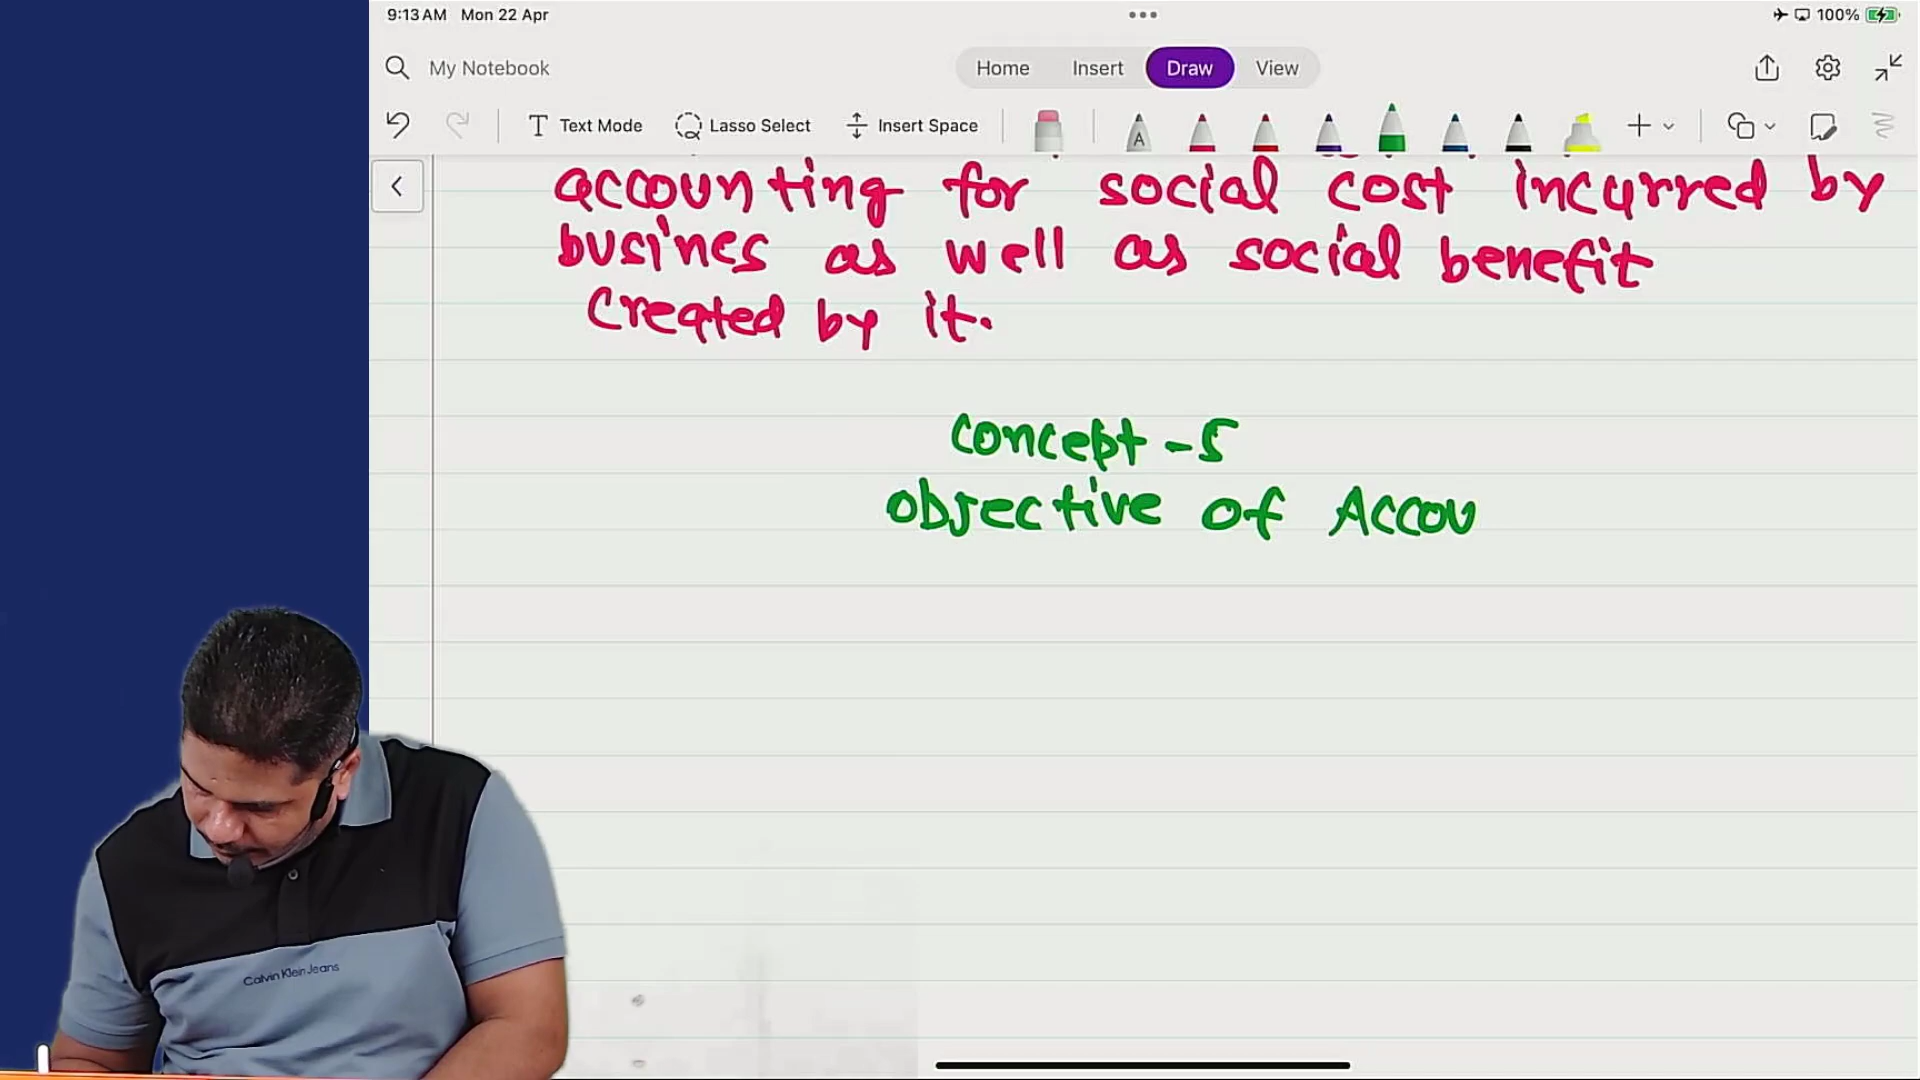 9:13 AM Mon 22 Apr
100%
My Notebook
Home Insert Draw View
Text Mode Lasso Select Insert Space
A
accounting for social cost incurred by
busines as well as social benefit
created by it.
concept - 5
objective of Accou
Calvin Klein Jeans